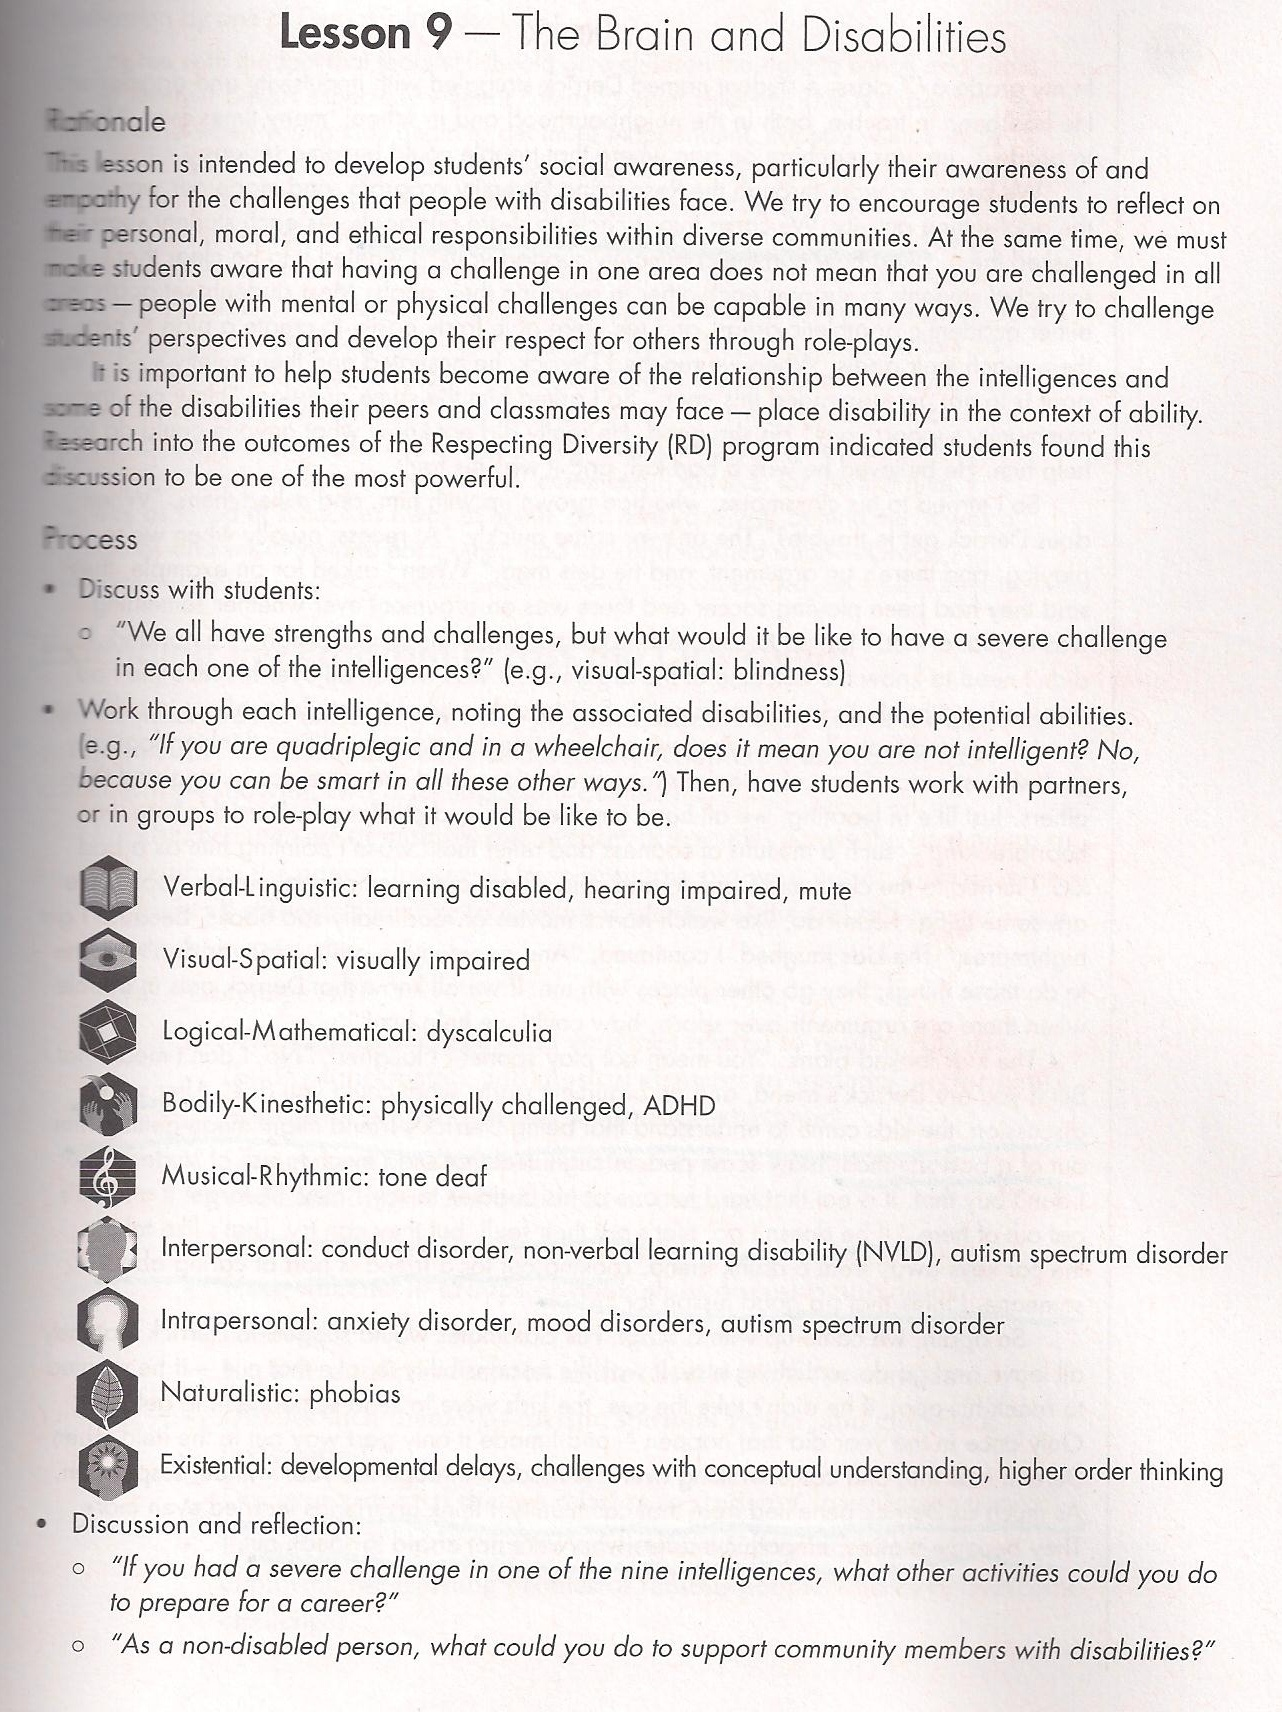 Lesson 9 — The Brain and Disabilities
Rationale
This lesson is intended to develop students' social awareness, particularly their awareness of and
empathy for the challenges that people with disabilities face. We try to encourage students to reflect on
their personal, moral, and ethical responsibilities within diverse communities. At the same time, we must
make students aware that having a challenge in one area does not mean that you are challenged in all
areas — people with mental or physical challenges can be capable in many ways. We try to challenge
students' perspectives and develop their respect for others through role-plays.
It is important to help students become aware of the relationship between the intelligences and
some of the disabilities their peers and classmates may face — place disability in the context of ability.
Research into the outcomes of the Respecting Diversity (RD) program indicated students found this
discussion to be one of the most powerful.
Process
• Discuss with students:
○ "We all have strengths and challenges, but what would it be like to have a severe challenge
in each one of the intelligences?" (e.g., visual-spatial: blindness)
• Work through each intelligence, noting the associated disabilities, and the potential abilities.
(e.g., "If you are quadriplegic and in a wheelchair, does it mean you are not intelligent? No,
because you can be smart in all these other ways.") Then, have students work with partners,
or in groups to role-play what it would be like to be.
Verbal-Linguistic: learning disabled, hearing impaired, mute
Visual-Spatial: visually impaired
Logical-Mathematical: dyscalculia
Bodily-Kinesthetic: physically challenged, ADHD
Musical-Rhythmic: tone deaf
Interpersonal: conduct disorder, non-verbal learning disability (NVLD), autism spectrum disorder
Intrapersonal: anxiety disorder, mood disorders, autism spectrum disorder
Naturalistic: phobias
Existential: developmental delays, challenges with conceptual understanding, higher order thinking
• Discussion and reflection:
○ "If you had a severe challenge in one of the nine intelligences, what other activities could you do
to prepare for a career?"
○ "As a non-disabled person, what could you do to support community members with disabilities?"